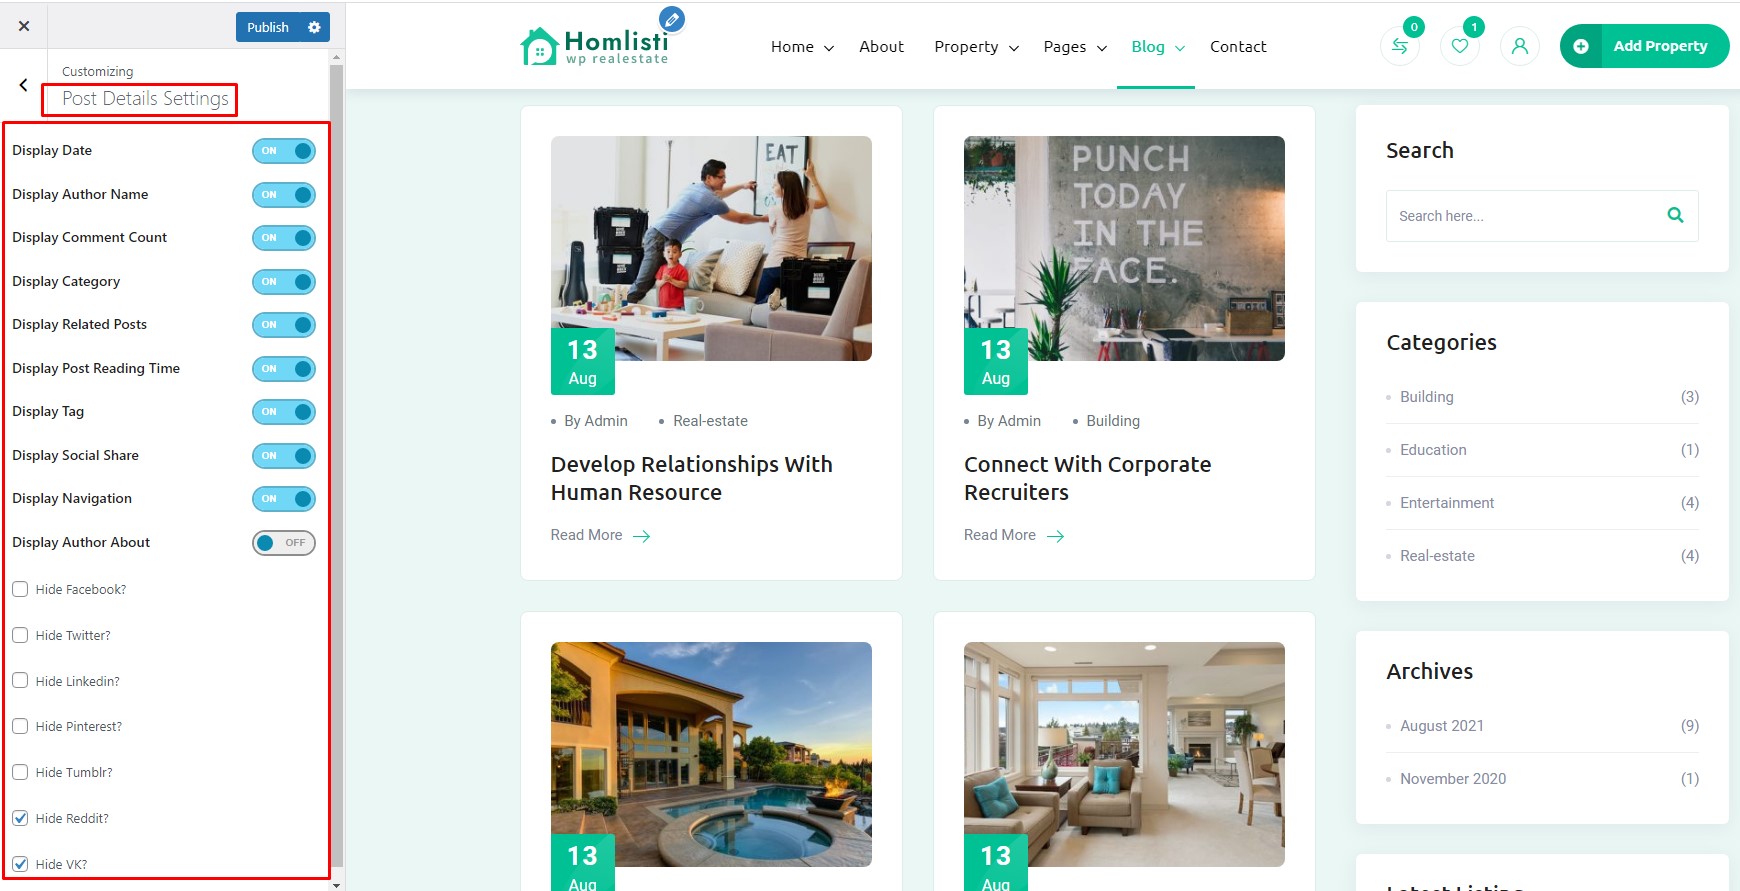 Publish
Customizing
Post Details Settings
Display Date ON
Display Author Name ON
Display Comment Count ON
Display Category ON
Display Related Posts ON
Display Post Reading Time ON
Display Tag ON
Display Social Share ON
Display Navigation ON
Display Author About OFF
Hide Facebook?
Hide Twitter?
Hide Linkedin?
Hide Pinterest?
Hide Tumblr?
Hide Reddit?
Hide VK?
Homlisti
wp realestate
Home About Property Pages Blog Contact
0
1
Add Property
EAT
13
Aug
By Admin Real-estate
Develop Relationships With
Human Resource
Read More
PUNCH
TODAY
IN THE
FACE.
13
Aug
By Admin Building
Connect With Corporate
Recruiters
Read More
13
Aug
13
Aug
Search
Search here...
Categories
Building (3)
Education (1)
Entertainment (4)
Real-estate (4)
Archives
August 2021 (9)
November 2020 (1)
Latest Listing